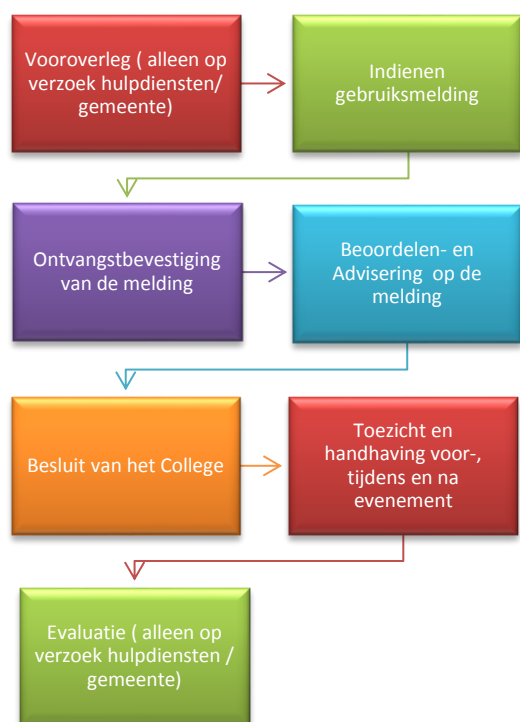 Vooroverleg ( alleen op
verzoek hulpdiensten/
gemeente)
Indienen
gebruiksmelding
Ontvangstbevestiging
van de melding
Beoordelen- en
Advisering op de
melding
Besluit van het College
Toezicht en
handhaving voor-,
tijdens en na
evenement
Evaluatie ( alleen op
verzoek hulpdiensten /
gemeente)